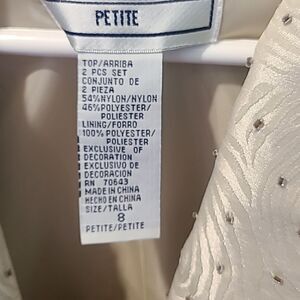 PETITE
TOP/ARRIBA
2 PCS SET
CONJUNTO DE
2 PIEZA
54%NYLON/NYLON
46%POLYESTER/
POLIESTER
LINING/FORRO
100%POLYESTER/
POLIESTER
EXCLUSIVE OF
DECORATION
EXCLUSIVO DE
DECORACION
RN 70643
MADE IN CHINA
HECHO EN CHINA
SIZE/TALLA
8
PETITE/PETITE